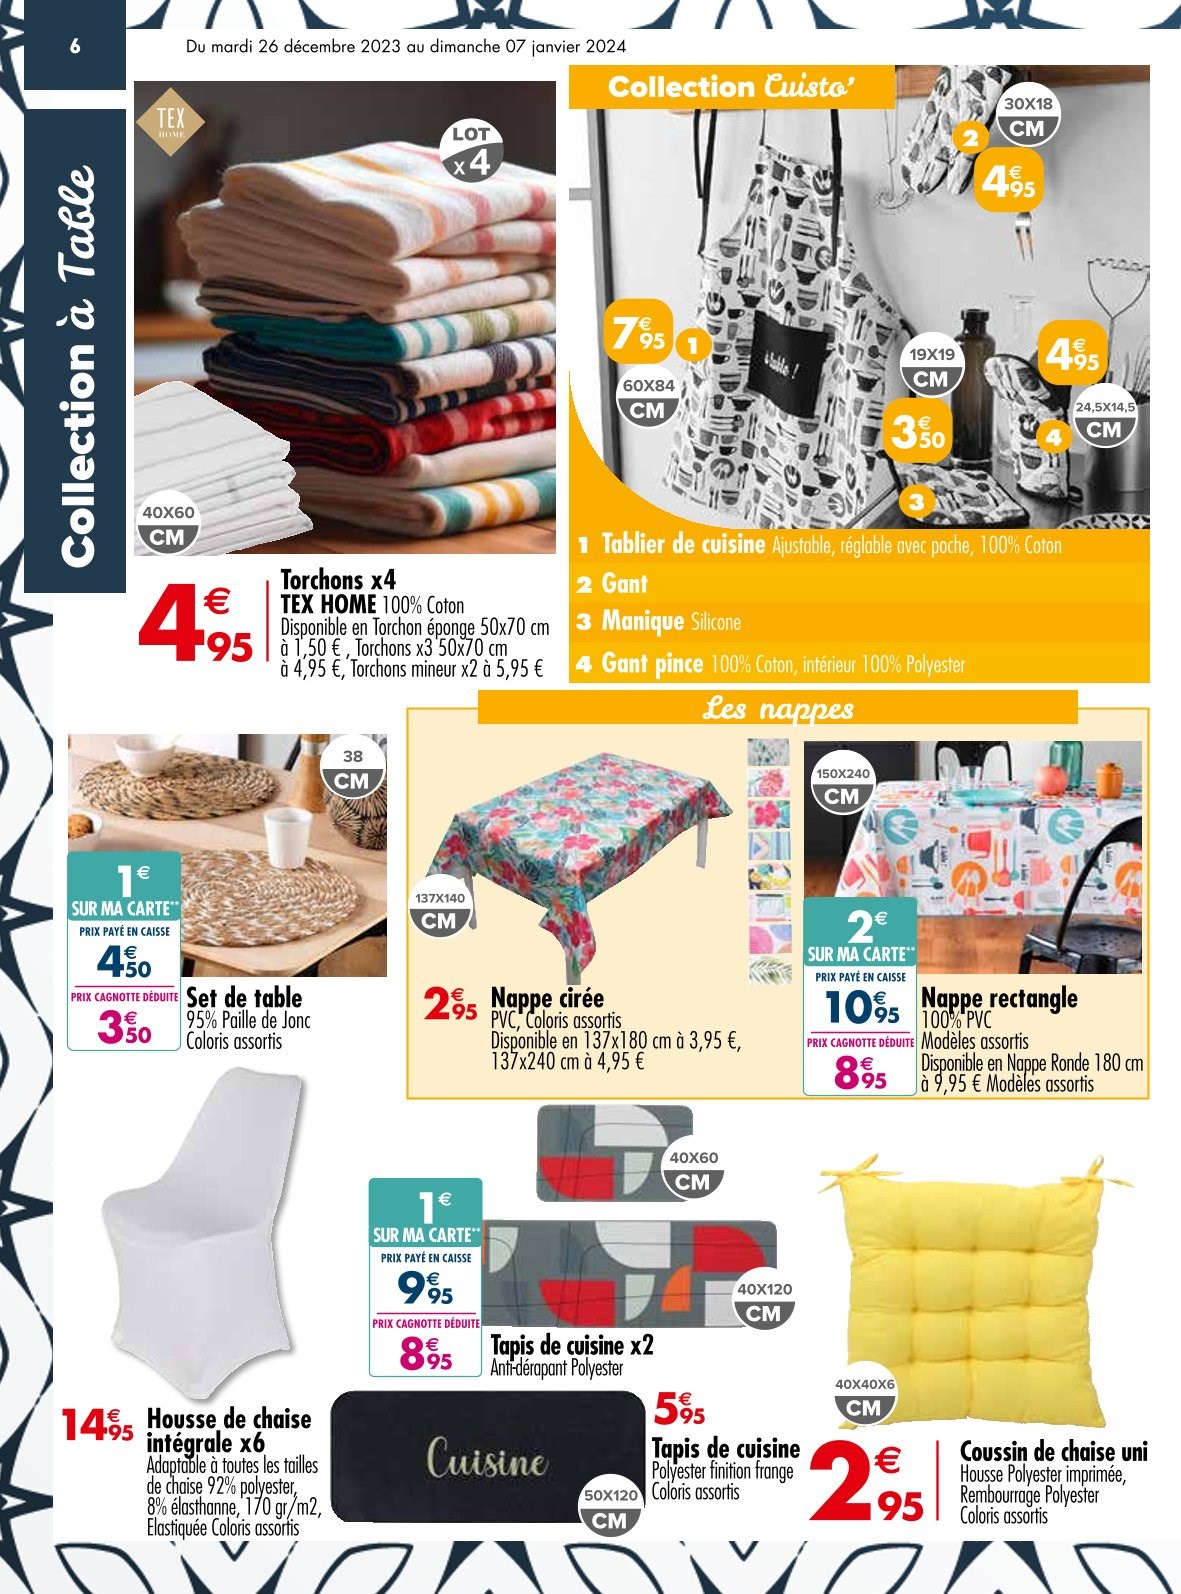 6
Du mardi 26 décembre 2023 au dimanche 07 janvier 2024
Collection à Table
TEX
HOME
LOT
x 4
40X60
CM
4€95
Torchons x4
TEX HOME 100% Coton
Disponible en Torchon éponge 50x70 cm
à 1,50 € , Torchons x3 50x70 cm
à 4,95 €, Torchons mineur x2 à 5,95 €
Collection Cuisto'
30X18
CM
2
4€95
7€95
1
60X84
CM
à table !
19X19
CM
3€50
3
4€95
24,5X14,5
CM
4
1 Tablier de cuisine Ajustable, réglable avec poche, 100% Coton
2 Gant
3 Manique Silicone
4 Gant pince 100% Coton, intérieur 100% Polyester
38
CM
1€
SUR MA CARTE**
PRIX PAYÉ EN CAISSE
4€50
PRIX CAGNOTTE DÉDUITE
3€50
Set de table
95% Paille de Jonc
Coloris assortis
Les nappes
137X140
CM
2€95
Nappe cirée
PVC, Coloris assortis
Disponible en 137x180 cm à 3,95 €,
137x240 cm à 4,95 €
150X240
CM
2€
SUR MA CARTE**
PRIX PAYÉ EN CAISSE
10€95
PRIX CAGNOTTE DÉDUITE
8€95
Nappe rectangle
100% PVC
Modèles assortis
Disponible en Nappe Ronde 180 cm
à 9,95 € Modèles assortis
14€95
Housse de chaise
intégrale x6
Adaptable à toutes les tailles
de chaise 92% polyester,
8% élasthanne, 170 gr/m2,
Elastiquée Coloris assortis
40X60
CM
40X120
CM
1€
SUR MA CARTE**
PRIX PAYÉ EN CAISSE
9€95
PRIX CAGNOTTE DÉDUITE
8€95
Tapis de cuisine x2
Anti-dérapant Polyester
Cuisine
50X120
CM
5€95
Tapis de cuisine
Polyester finition frange
Coloris assortis
40X40X6
CM
2€95
Coussin de chaise uni
Housse Polyester imprimée,
Rembourrage Polyester
Coloris assortis